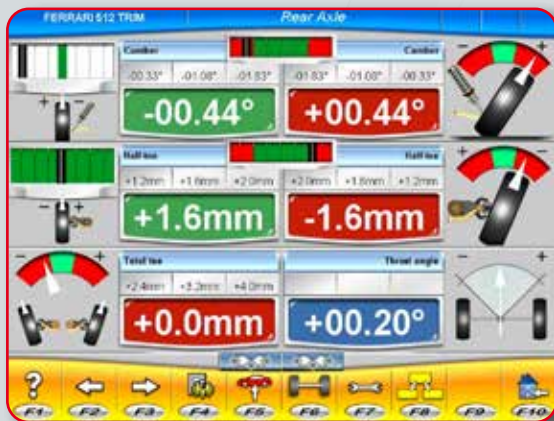 FERRARI 512 TRIM Rear Axle
Camber Camber
-00.33° -01.08° -01.83° -01.83° -01.08° -00.33°
-00.44° +00.44°
Half toe Half toe
+1.2mm +1.6mm +2.0mm +2.0mm +1.6mm +1.2mm
+1.6mm -1.6mm
Total toe Thrust angle
+2.4mm +3.2mm +4.0mm
+0.0mm +00.20°
F1 F2 F3 F4 F5 F6 F7 F8 F9 F10